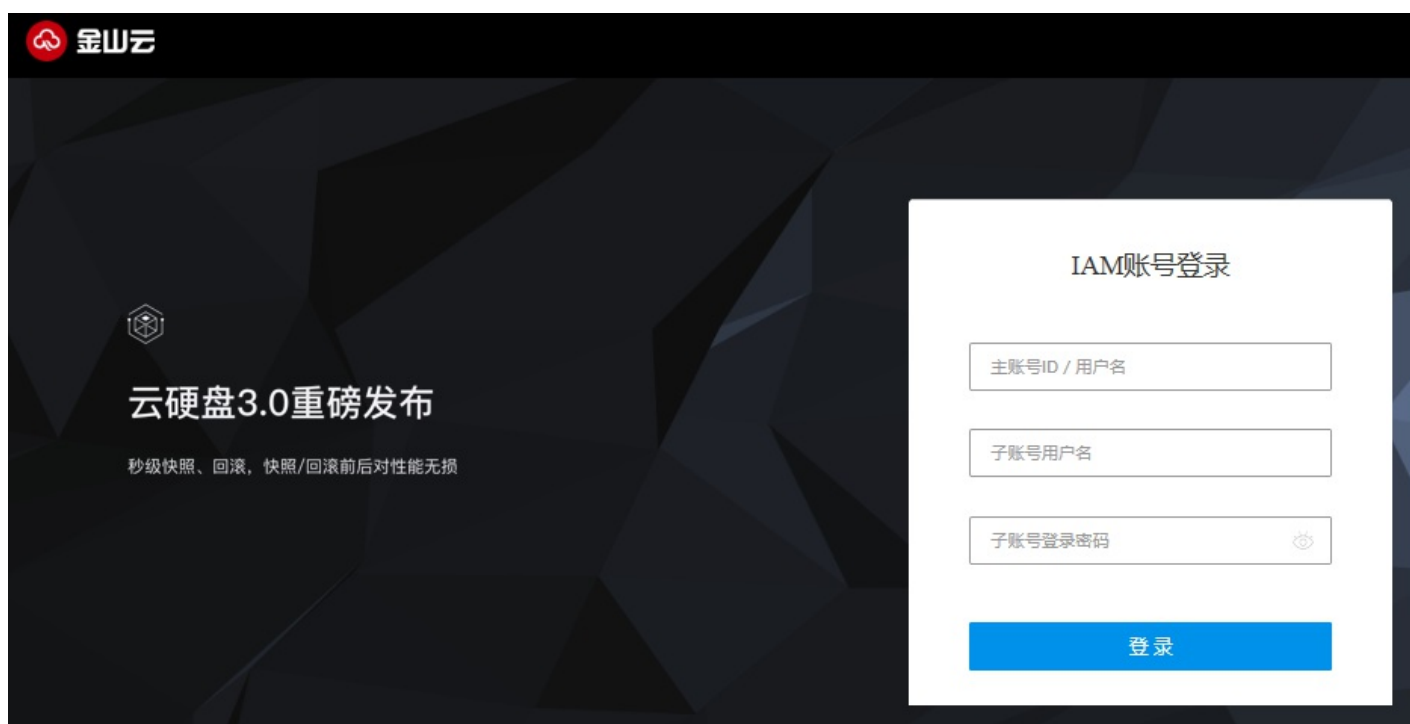 金山云
云硬盘3.0重磅发布
秒级快照、回滚，快照/回滚前后对性能无损
IAM账号登录
主账号ID / 用户名
子账号用户名
子账号登录密码
登录